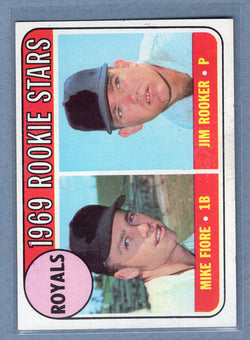 1969 ROOKIE STARS
ROYALS
JIM ROOKER • P
MIKE FIORE • 1B